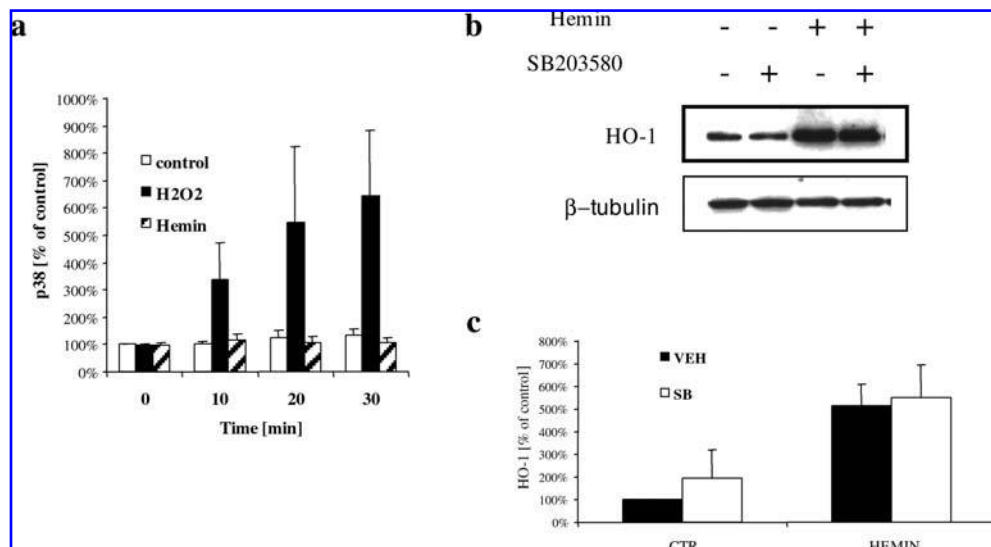 a
1000%
900%
800%
700%
600%
500%
400%
300%
200%
100%
0%
p38 [% of control]
control
H2O2
Hemin
0 10 20 30
Time [min]
b
Hemin - - + +
SB203580 - + - +
HO-1
β-tubulin
c
800%
700%
600%
500%
400%
300%
200%
100%
0%
HO-1 [% of control]
VEH
SB
CTR HEMIN